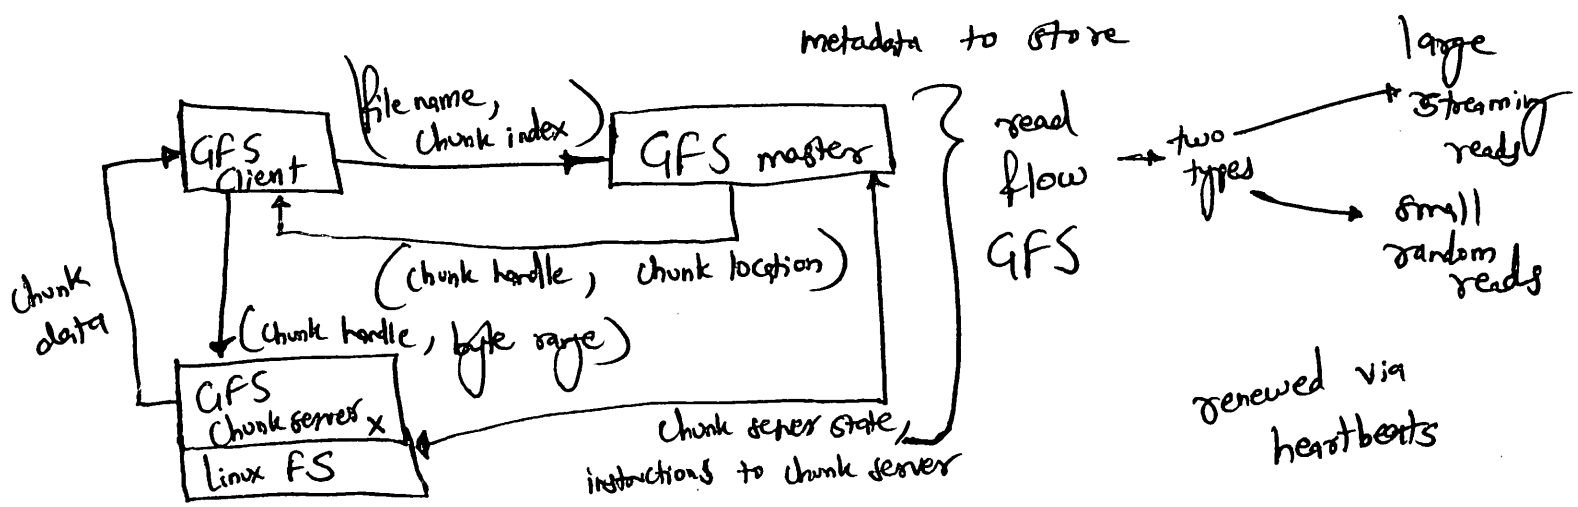 metadata to store
(file name,
chunk index)
GFS
Client
GFS master
read
flow
GFS
two
types
large
streaming
reads
small
random
reads
(chunk handle, chunk location)
chunk
data
(chunk handle, byte range)
GFS
Chunk server x
Linux FS
chunk server state,
instructions to chunk server
renewed via
heartbeats